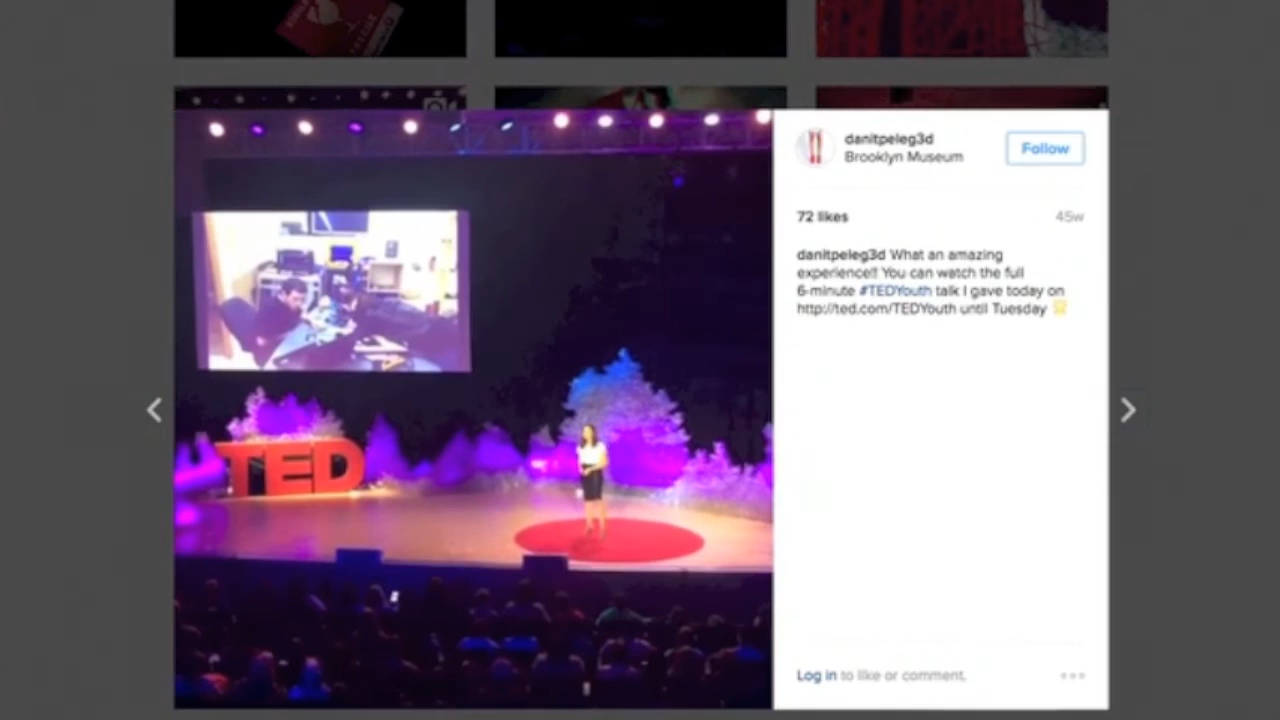 danitpeleg3d
Brooklyn Museum
Follow
72 likes
45w
danitpeleg3d What an amazing
experience!! You can watch the full
6-minute #TEDYouth talk I gave today on
http://ted.com/TEDYouth until Tuesday
TED
Log in to like or comment.